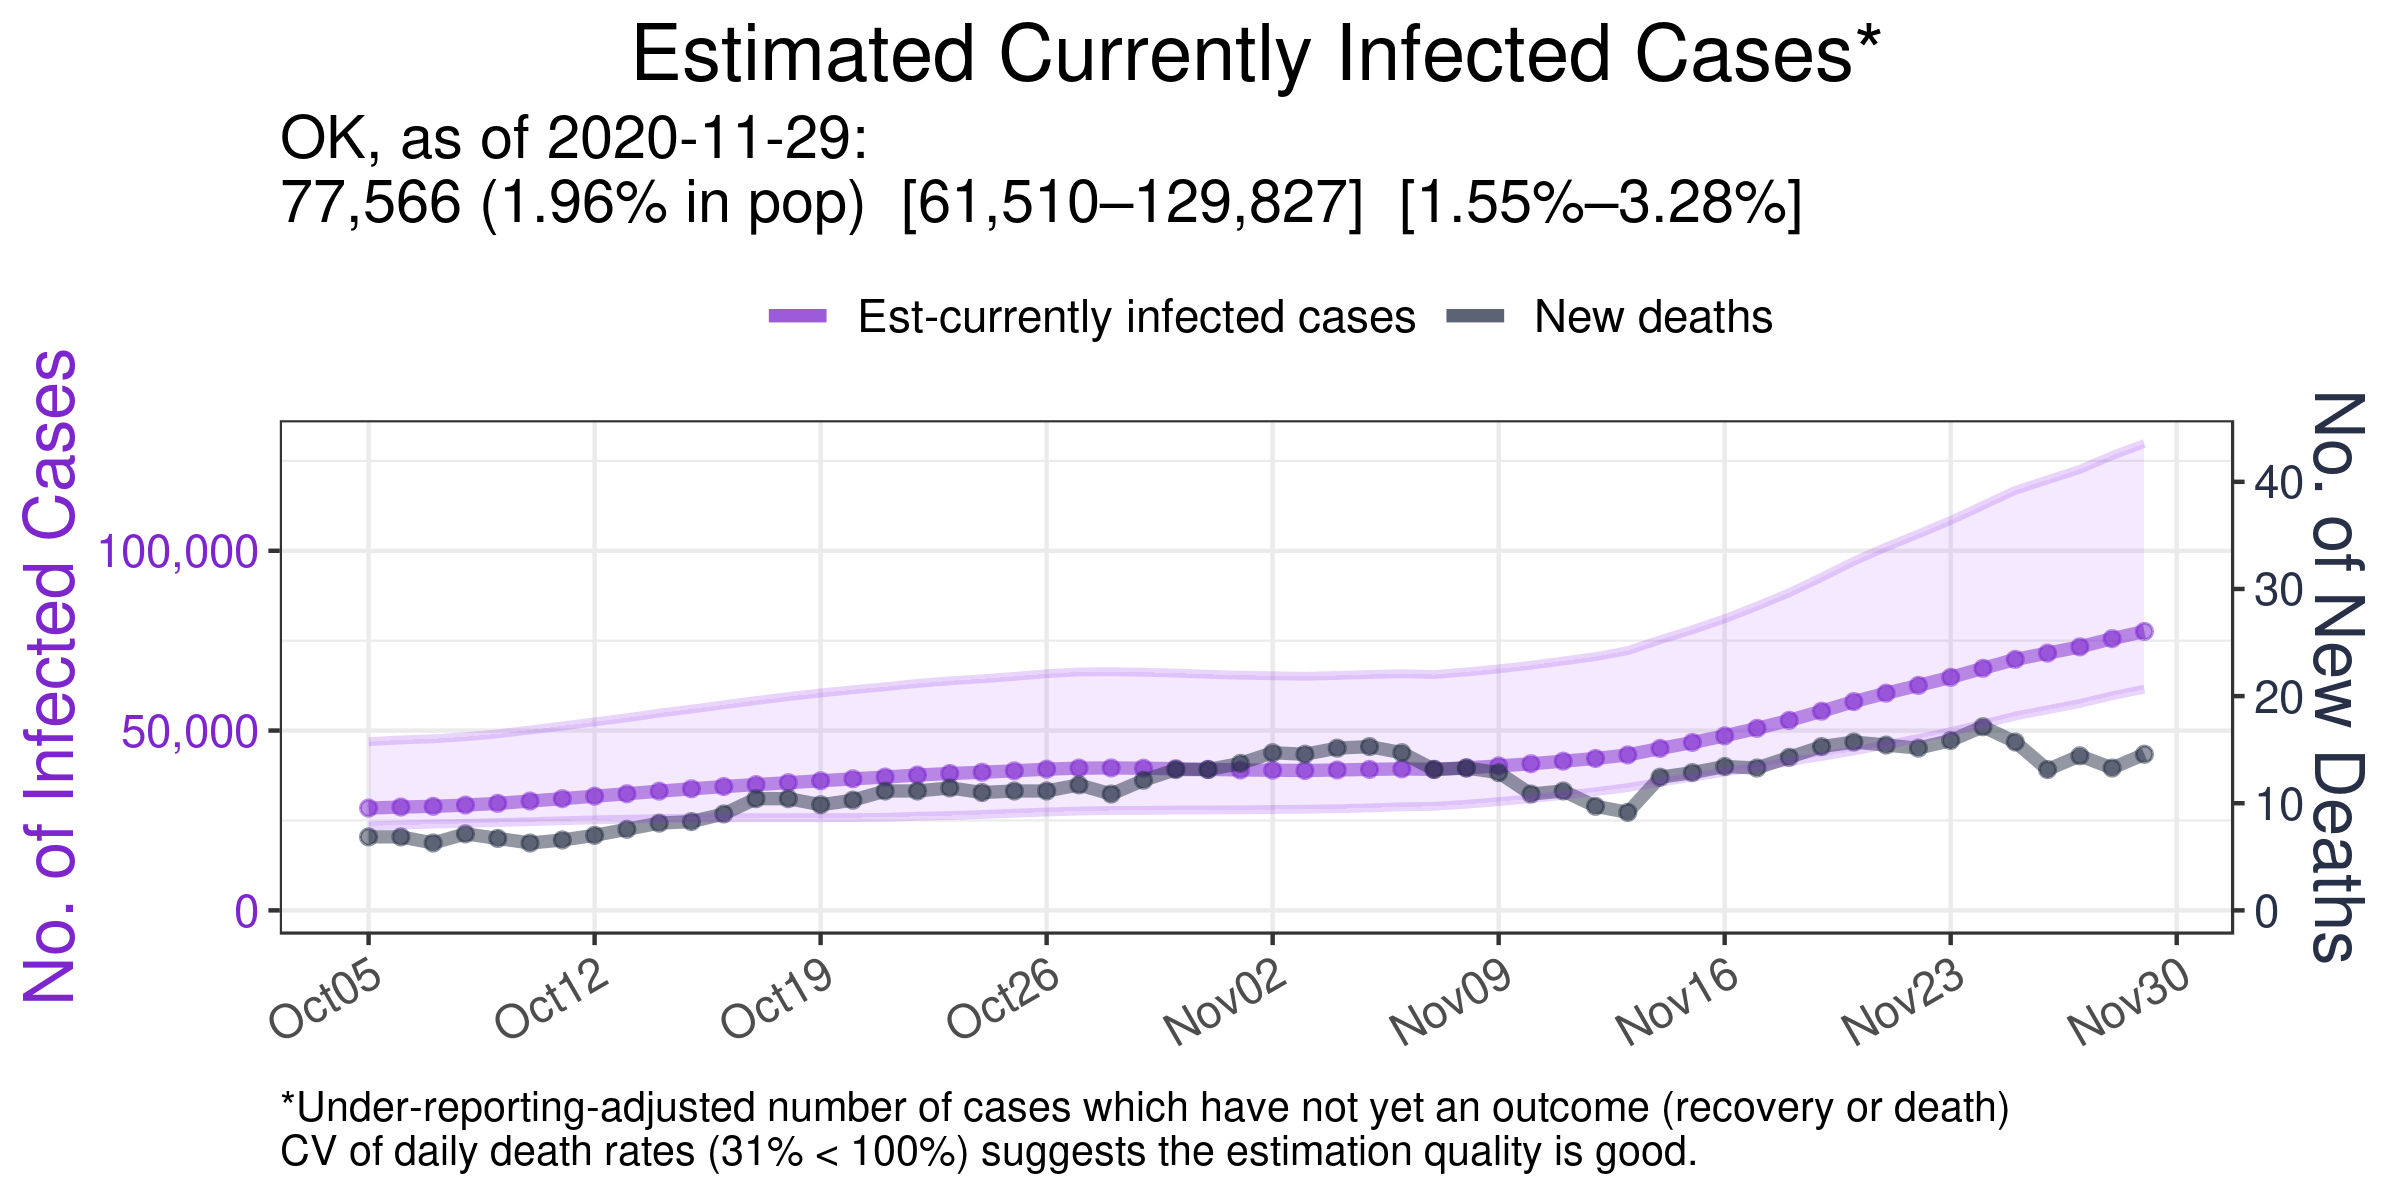 Estimated Currently Infected Cases*
OK, as of 2020-11-29:
77,566 (1.96% in pop)  [61,510–129,827]  [1.55%–3.28%]
Est-currently infected cases
New deaths
No. of Infected Cases
100,000
50,000
0
40
30
20
10
0
No. of New Deaths
Oct05
Oct12
Oct19
Oct26
Nov02
Nov09
Nov16
Nov23
Nov30
*Under-reporting-adjusted number of cases which have not yet an outcome (recovery or death)
CV of daily death rates (31% < 100%) suggests the estimation quality is good.